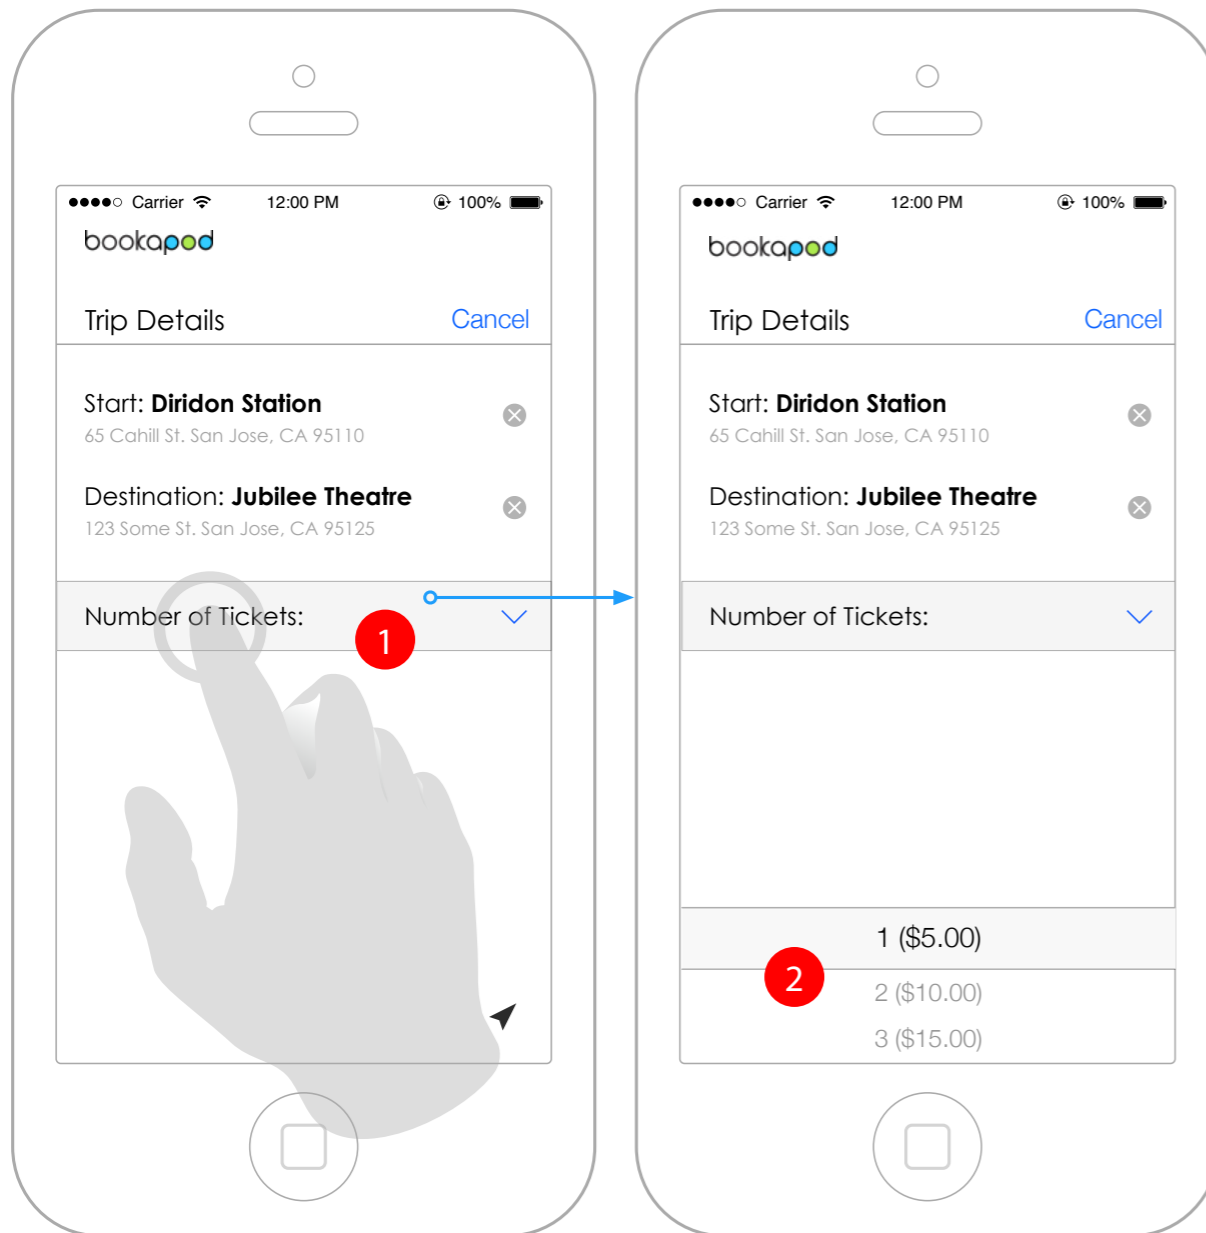 Carrier 12:00 PM 100%
bookapod
Trip Details Cancel
Start: Diridon Station
65 Cahill St. San Jose, CA 95110
Destination: Jubilee Theatre
123 Some St. San Jose, CA 95125
Number of Tickets:
1
Carrier 12:00 PM 100%
bookapod
Trip Details Cancel
Start: Diridon Station
65 Cahill St. San Jose, CA 95110
Destination: Jubilee Theatre
123 Some St. San Jose, CA 95125
Number of Tickets:
1 ($5.00)
2
2 ($10.00)
3 ($15.00)